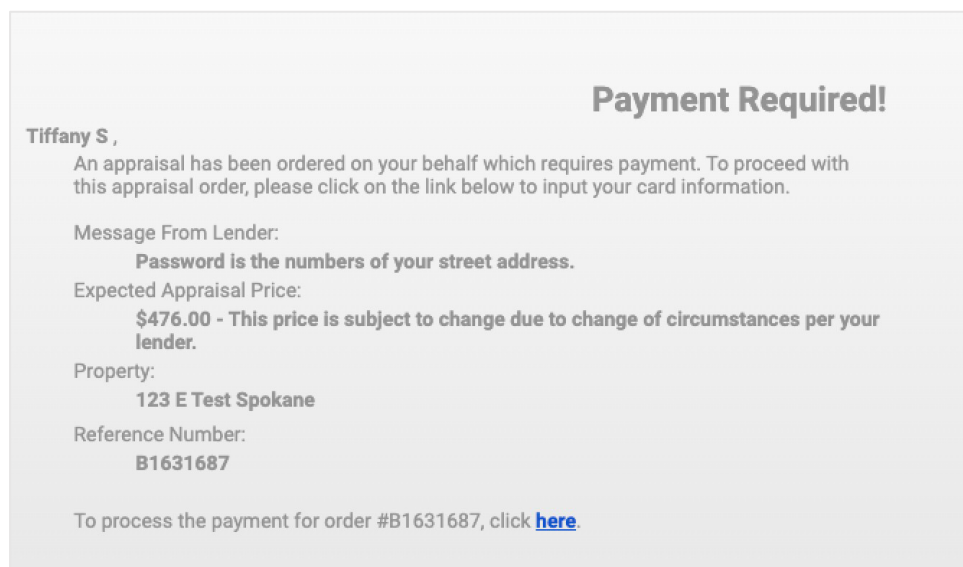 Payment Required!
Tiffany S ,
An appraisal has been ordered on your behalf which requires payment. To proceed with
this appraisal order, please click on the link below to input your card information.
Message From Lender:
Password is the numbers of your street address.
Expected Appraisal Price:
$476.00 - This price is subject to change due to change of circumstances per your
lender.
Property:
123 E Test Spokane
Reference Number:
B1631687
To process the payment for order #B1631687, click here.